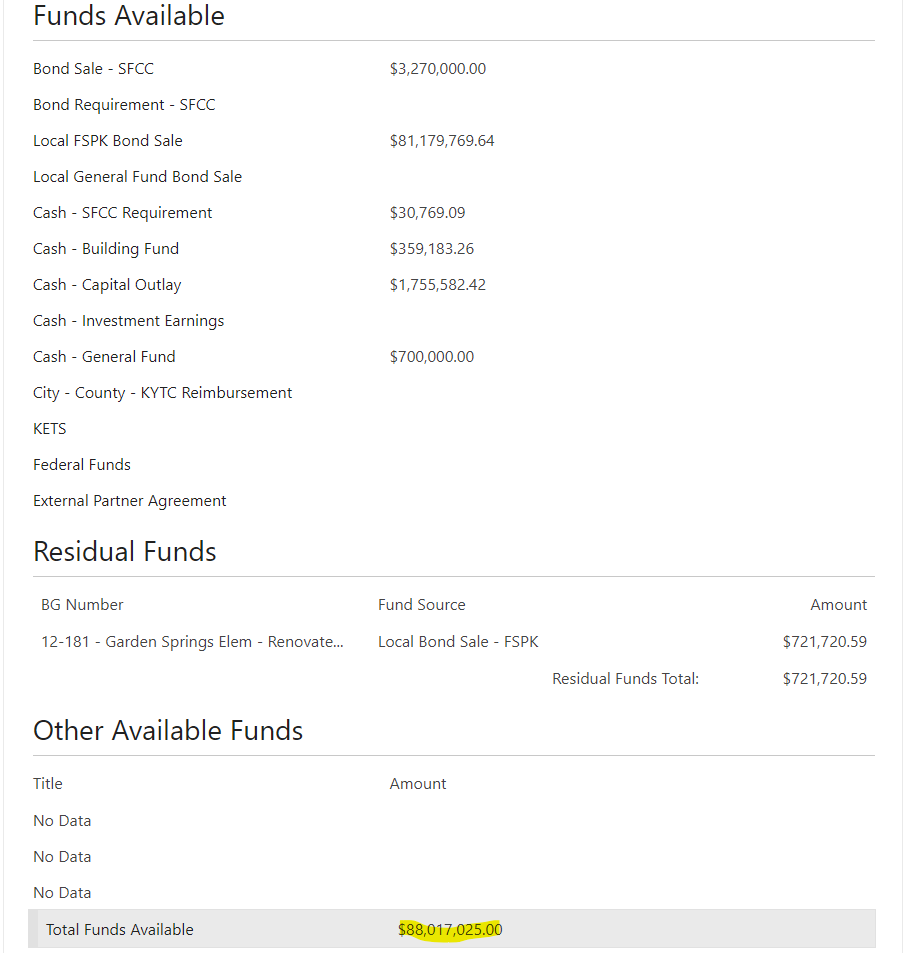 Funds Available
Bond Sale - SFCC $3,270,000.00
Bond Requirement - SFCC
Local FSPK Bond Sale $81,179,769.64
Local General Fund Bond Sale
Cash - SFCC Requirement $30,769.09
Cash - Building Fund $359,183.26
Cash - Capital Outlay $1,755,582.42
Cash - Investment Earnings
Cash - General Fund $700,000.00
City - County - KYTC Reimbursement
KETS
Federal Funds
External Partner Agreement
Residual Funds
BG Number Fund Source Amount
12-181 - Garden Springs Elem - Renovate... Local Bond Sale - FSPK $721,720.59
Residual Funds Total: $721,720.59
Other Available Funds
Title Amount
No Data
No Data
No Data
Total Funds Available $88,017,025.00